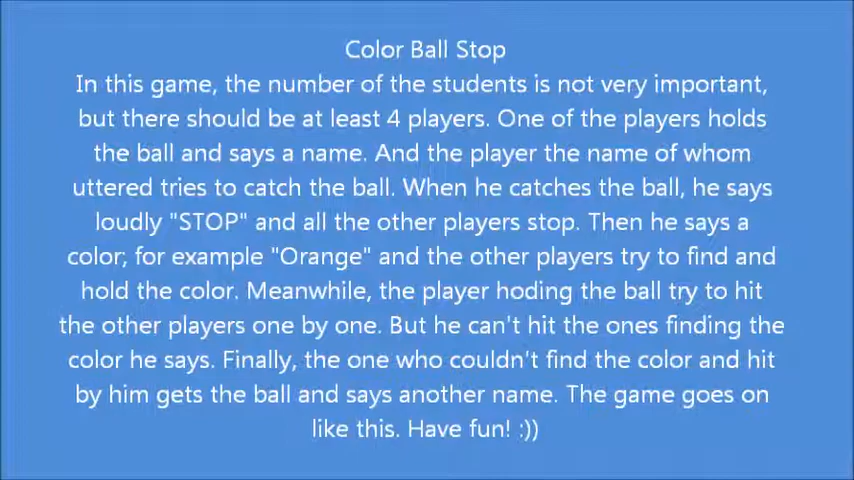 Color Ball Stop
In this game, the number of the students is not very important,
but there should be at least 4 players. One of the players holds
the ball and says a name. And the player the name of whom
uttered tries to catch the ball. When he catches the ball, he says
loudly "STOP" and all the other players stop. Then he says a
color; for example "Orange" and the other players try to find and
hold the color. Meanwhile, the player hoding the ball try to hit
the other players one by one. But he can't hit the ones finding the
color he says. Finally, the one who couldn't find the color and hit
by him gets the ball and says another name. The game goes on
like this. Have fun! :))